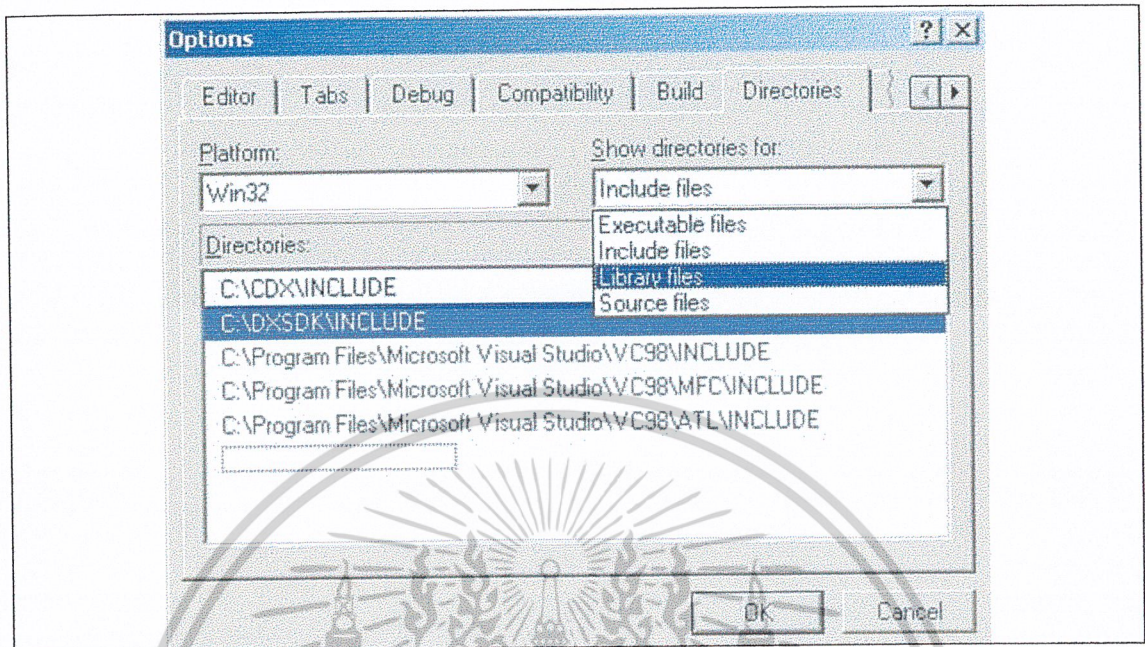 Options
Editor Tabs Debug Compatibility Build Directories
Platform:
Show directories for:
Win32
Include files
Executable files
Include files
Library files
Source files
Directories:
C:\CDX\INCLUDE
C:\DXSDK\INCLUDE
C:\Program Files\Microsoft Visual Studio\VC98\INCLUDE
C:\Program Files\Microsoft Visual Studio\VC98\MFC\INCLUDE
C:\Program Files\Microsoft Visual Studio\VC98\ATL\INCLUDE
OK Cancel